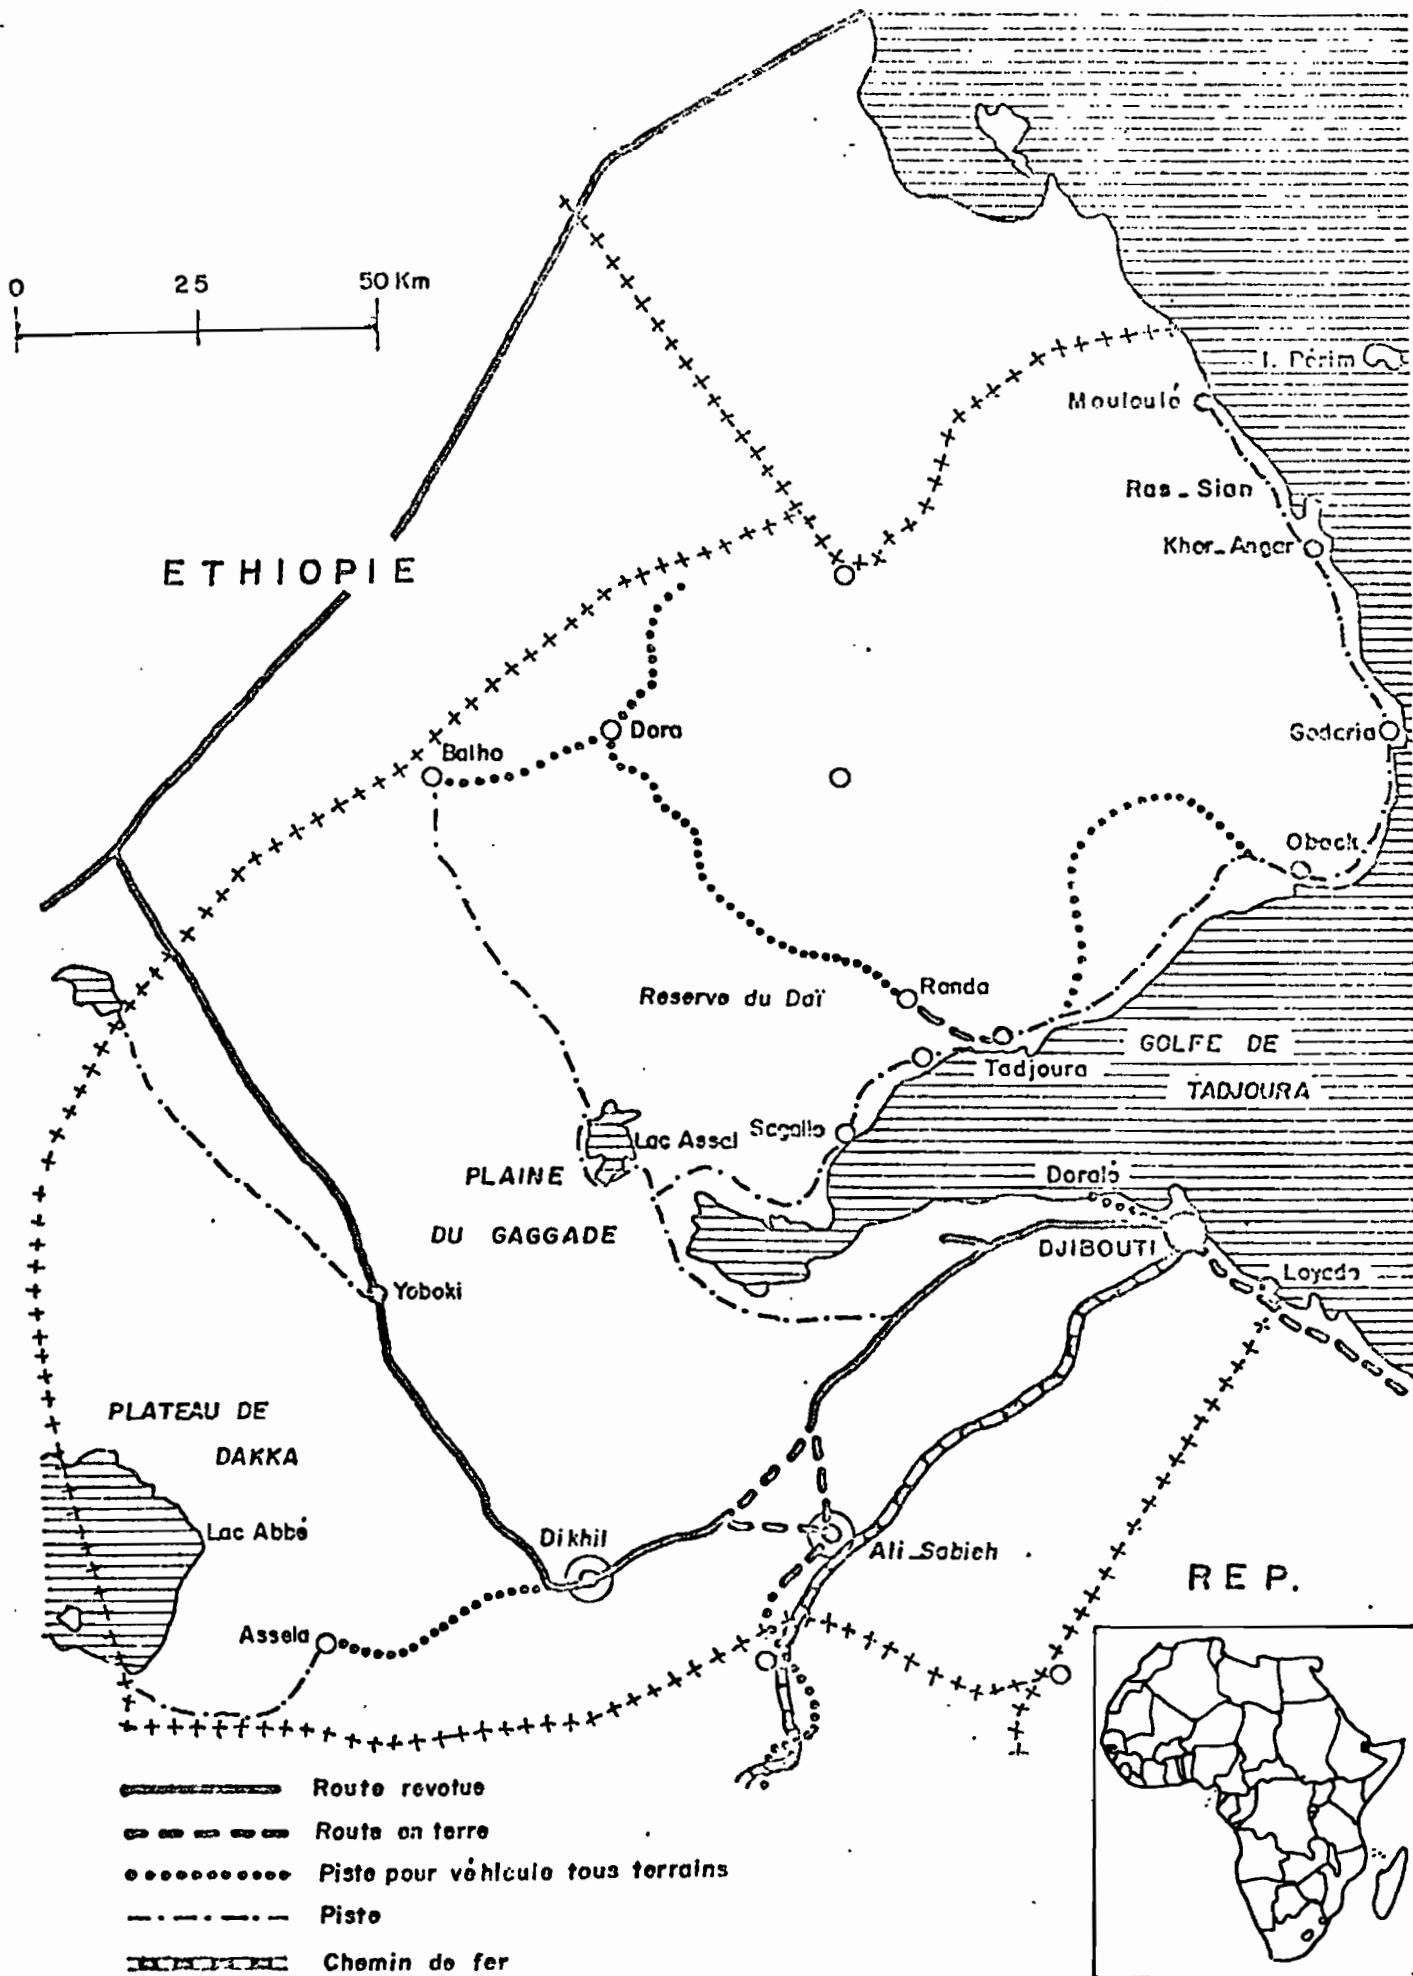 0 25 50 Km
I. Périm
Mouloulé
Ras_Sian
Khor_Angar
ETHIOPIE
Dora
Godoria
Balho
Obock
Randa
Reserve du Daï
GOLFE DE
Tadjoura
TADJOURA
Lac Assal
Sagallo
PLAINE
Doralé
DU GAGGADE
DJIBOUTI
Loyada
Yoboki
PLATEAU DE
DAKKA
Lac Abbé
Dikhil
Ali_Sabieh
REP.
Assela
Route revetue
Route en terre
Piste pour véhicule tous terrains
Piste
Chemin de fer